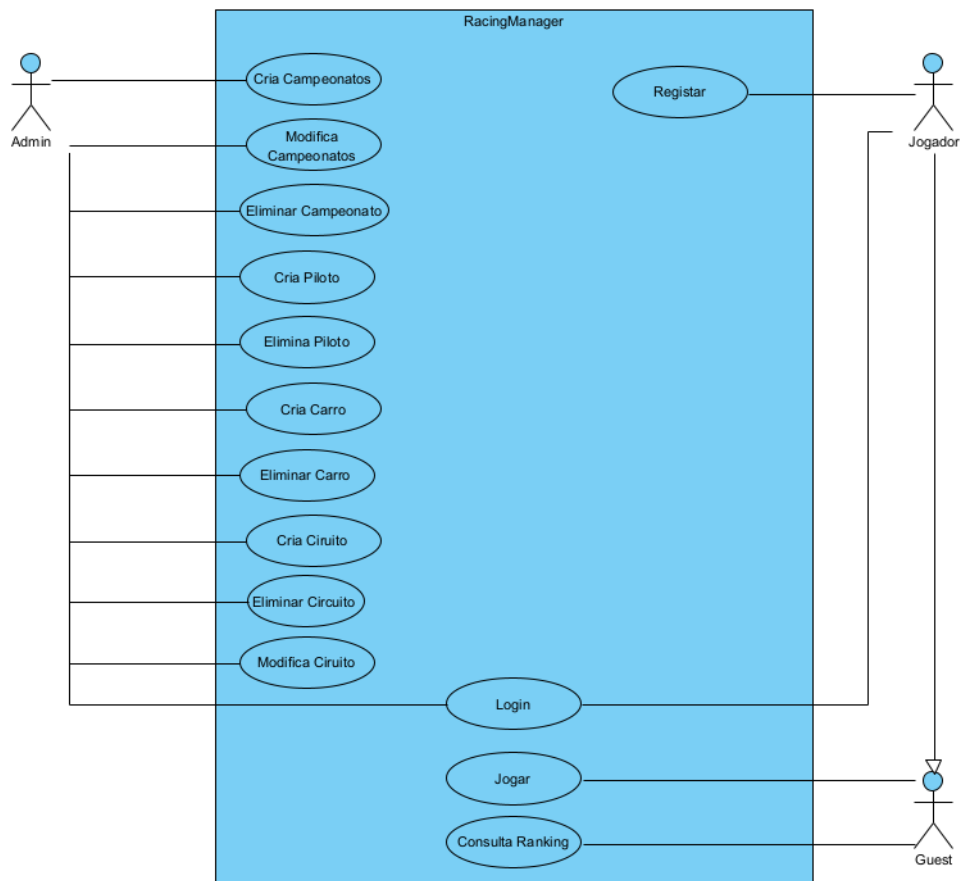 RacingManager
Cria Campeonatos
Registar
Admin
Jogador
Modifica
Campeonatos
Eliminar Campeonato
Cria Piloto
Elimina Piloto
Cria Carro
Eliminar Carro
Cria Ciruito
Eliminar Circuito
Modifica Ciruito
Login
Jogar
Consulta Ranking
Guest